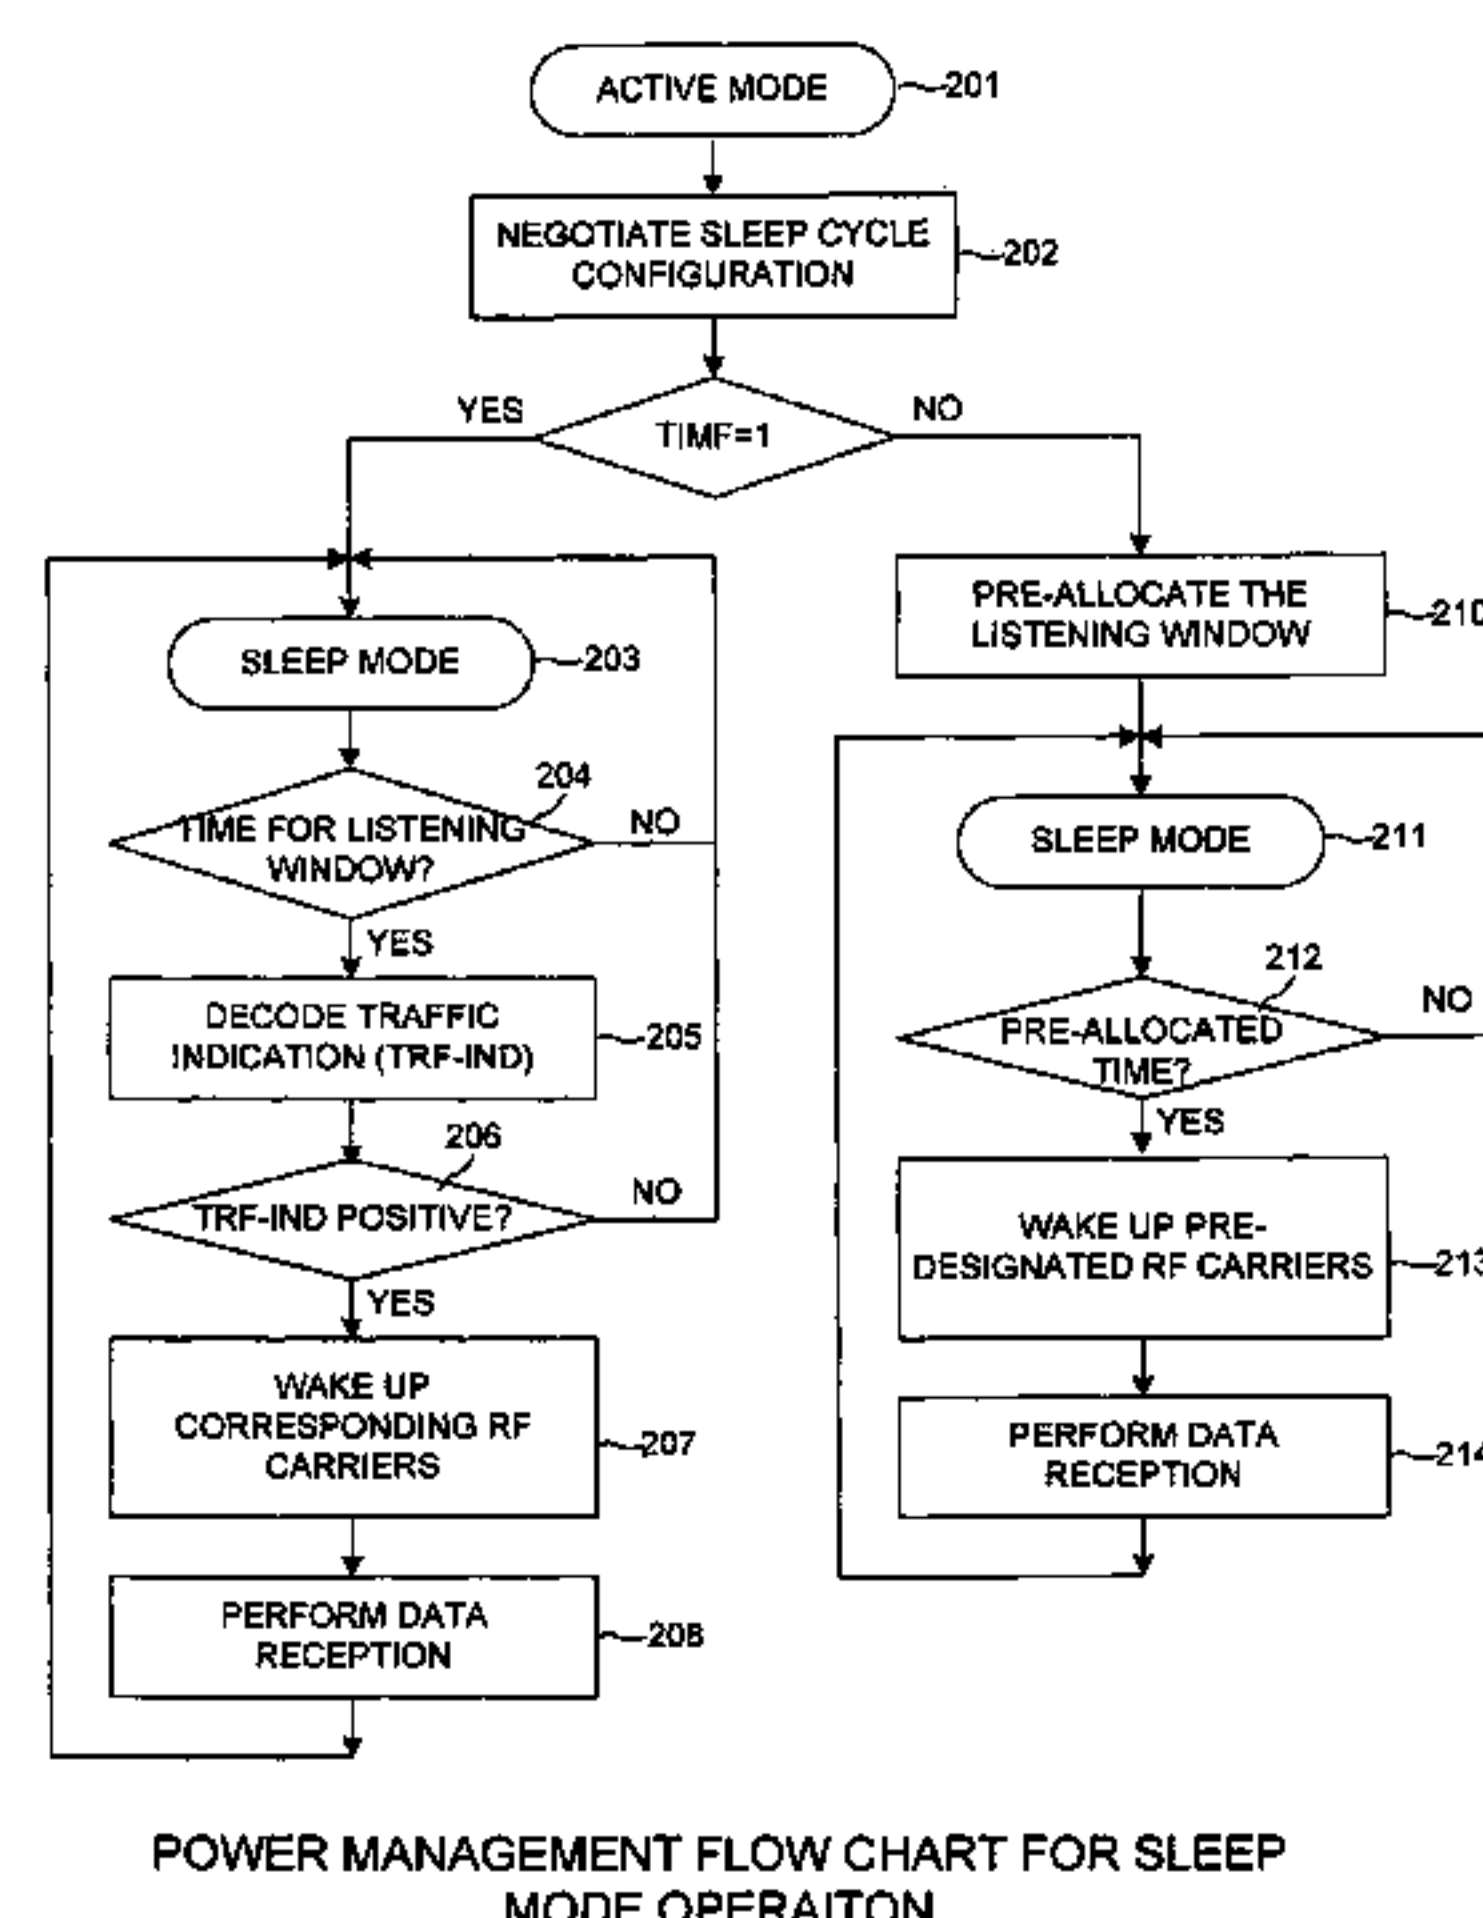 ACTIVE MODE
201
NEGOTIATE SLEEP CYCLE
CONFIGURATION
202
YES
TIMF=1
NO
SLEEP MODE
203
204
TIME FOR LISTENING
WINDOW?
NO
YES
DECODE TRAFFIC
INDICATION (TRF-IND)
205
206
TRF-IND POSITIVE?
NO
YES
WAKE UP
CORRESPONDING RF
CARRIERS
207
PERFORM DATA
RECEPTION
208
PRE-ALLOCATE THE
LISTENING WINDOW
210
SLEEP MODE
211
212
PRE-ALLOCATED
TIME?
NO
YES
WAKE UP PRE-
DESIGNATED RF CARRIERS
213
PERFORM DATA
RECEPTION
214
POWER MANAGEMENT FLOW CHART FOR SLEEP
MODE OPERAITON